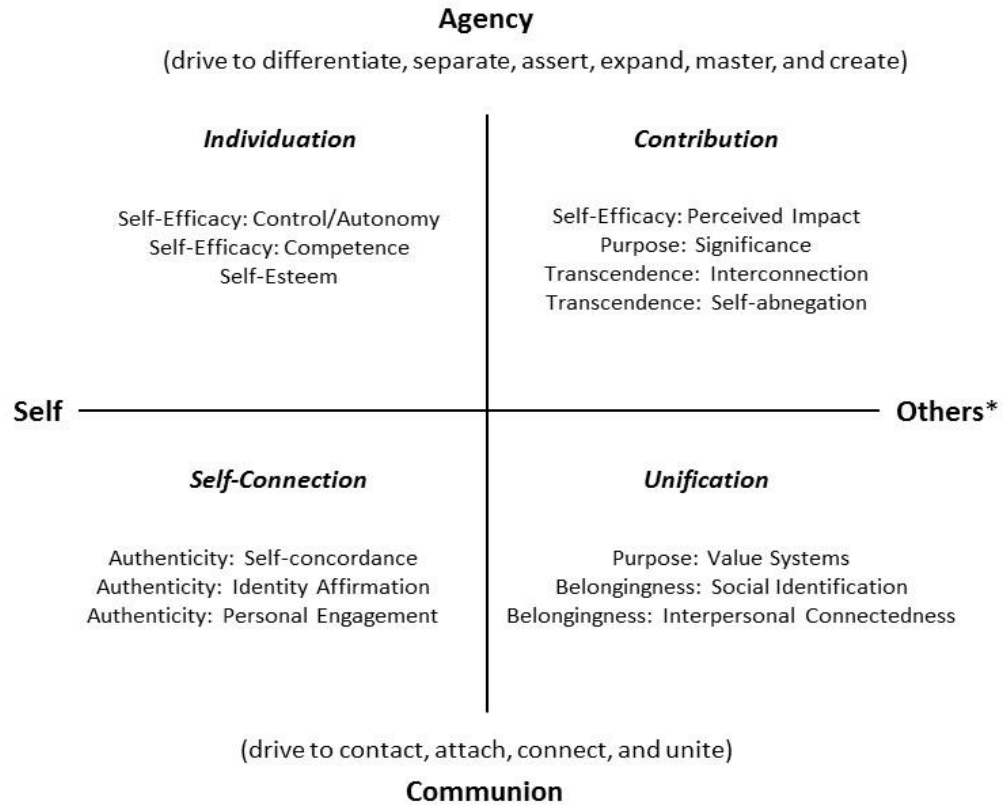 Agency
(drive to differentiate, separate, assert, expand, master, and create)
Individuation
Self-Efficacy: Control/Autonomy
Self-Efficacy: Competence
Self-Esteem
Contribution
Self-Efficacy: Perceived Impact
Purpose: Significance
Transcendence: Interconnection
Transcendence: Self-abnegation
Self
Others*
Self-Connection
Authenticity: Self-concordance
Authenticity: Identity Affirmation
Authenticity: Personal Engagement
Unification
Purpose: Value Systems
Belongingness: Social Identification
Belongingness: Interpersonal Connectedness
(drive to contact, attach, connect, and unite)
Communion